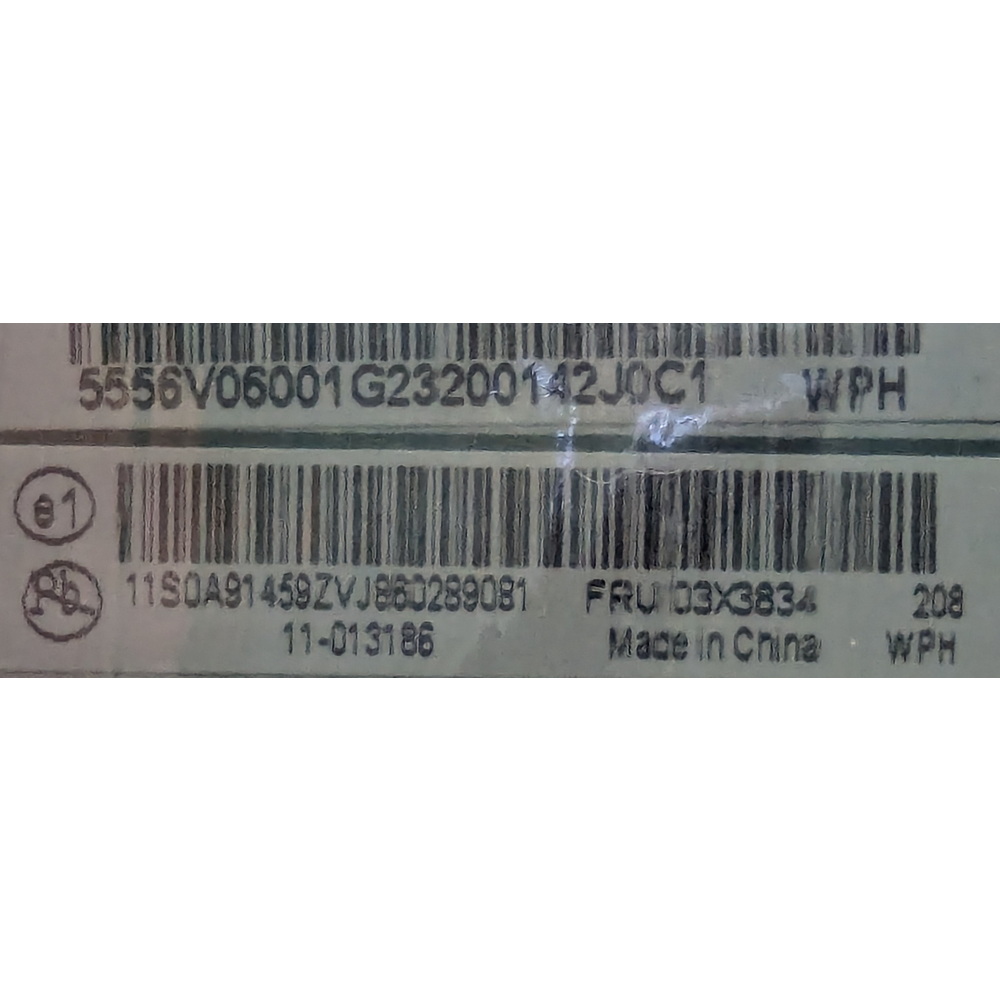 5556V06001G23200142J0C1 WPH
e1
Pb
11S0A91459ZVJ860289081 FRU 03X3834 208
11-013186 Made in China WPH